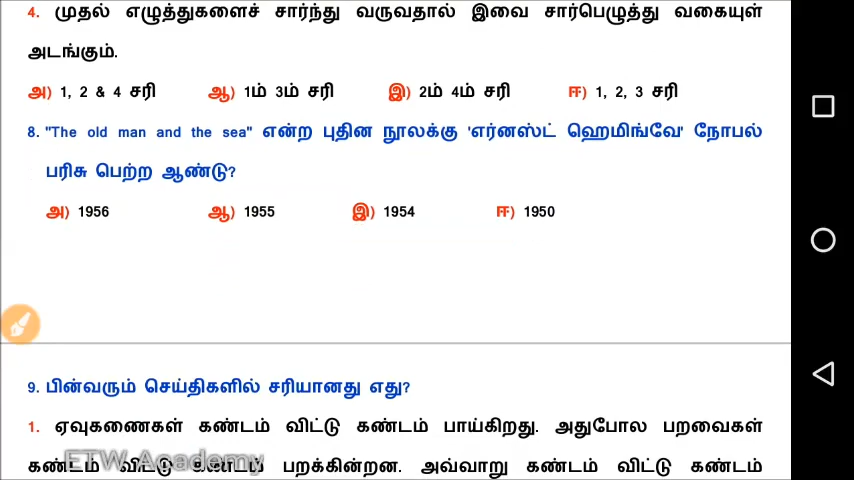 4. முதல் எழுத்துகளைச் சார்ந்து வருவதால் இவை சார்பெழுத்து வகையுள்
அடங்கும்.
அ) 1, 2 & 4 சரி ஆ) 1ம் 3ம் சரி இ) 2ம் 4ம் சரி ஈ) 1, 2, 3 சரி
8. "The old man and the sea" என்ற புதின நூலக்கு 'எர்னஸ்ட் ஹெமிங்வே' நோபல்
பரிசு பெற்ற ஆண்டு?
அ) 1956 ஆ) 1955 இ) 1954 ஈ) 1950
9. பின்வரும் செய்திகளில் சரியானது எது?
1. ஏவுகணைகள் கண்டம் விட்டு கண்டம் பாய்கிறது. அதுபோல பறவைகள்
கண்டம் விட்டு கண்டம் பறக்கின்றன. அவ்வாறு கண்டம் விட்டு கண்டம்
ETW Academy